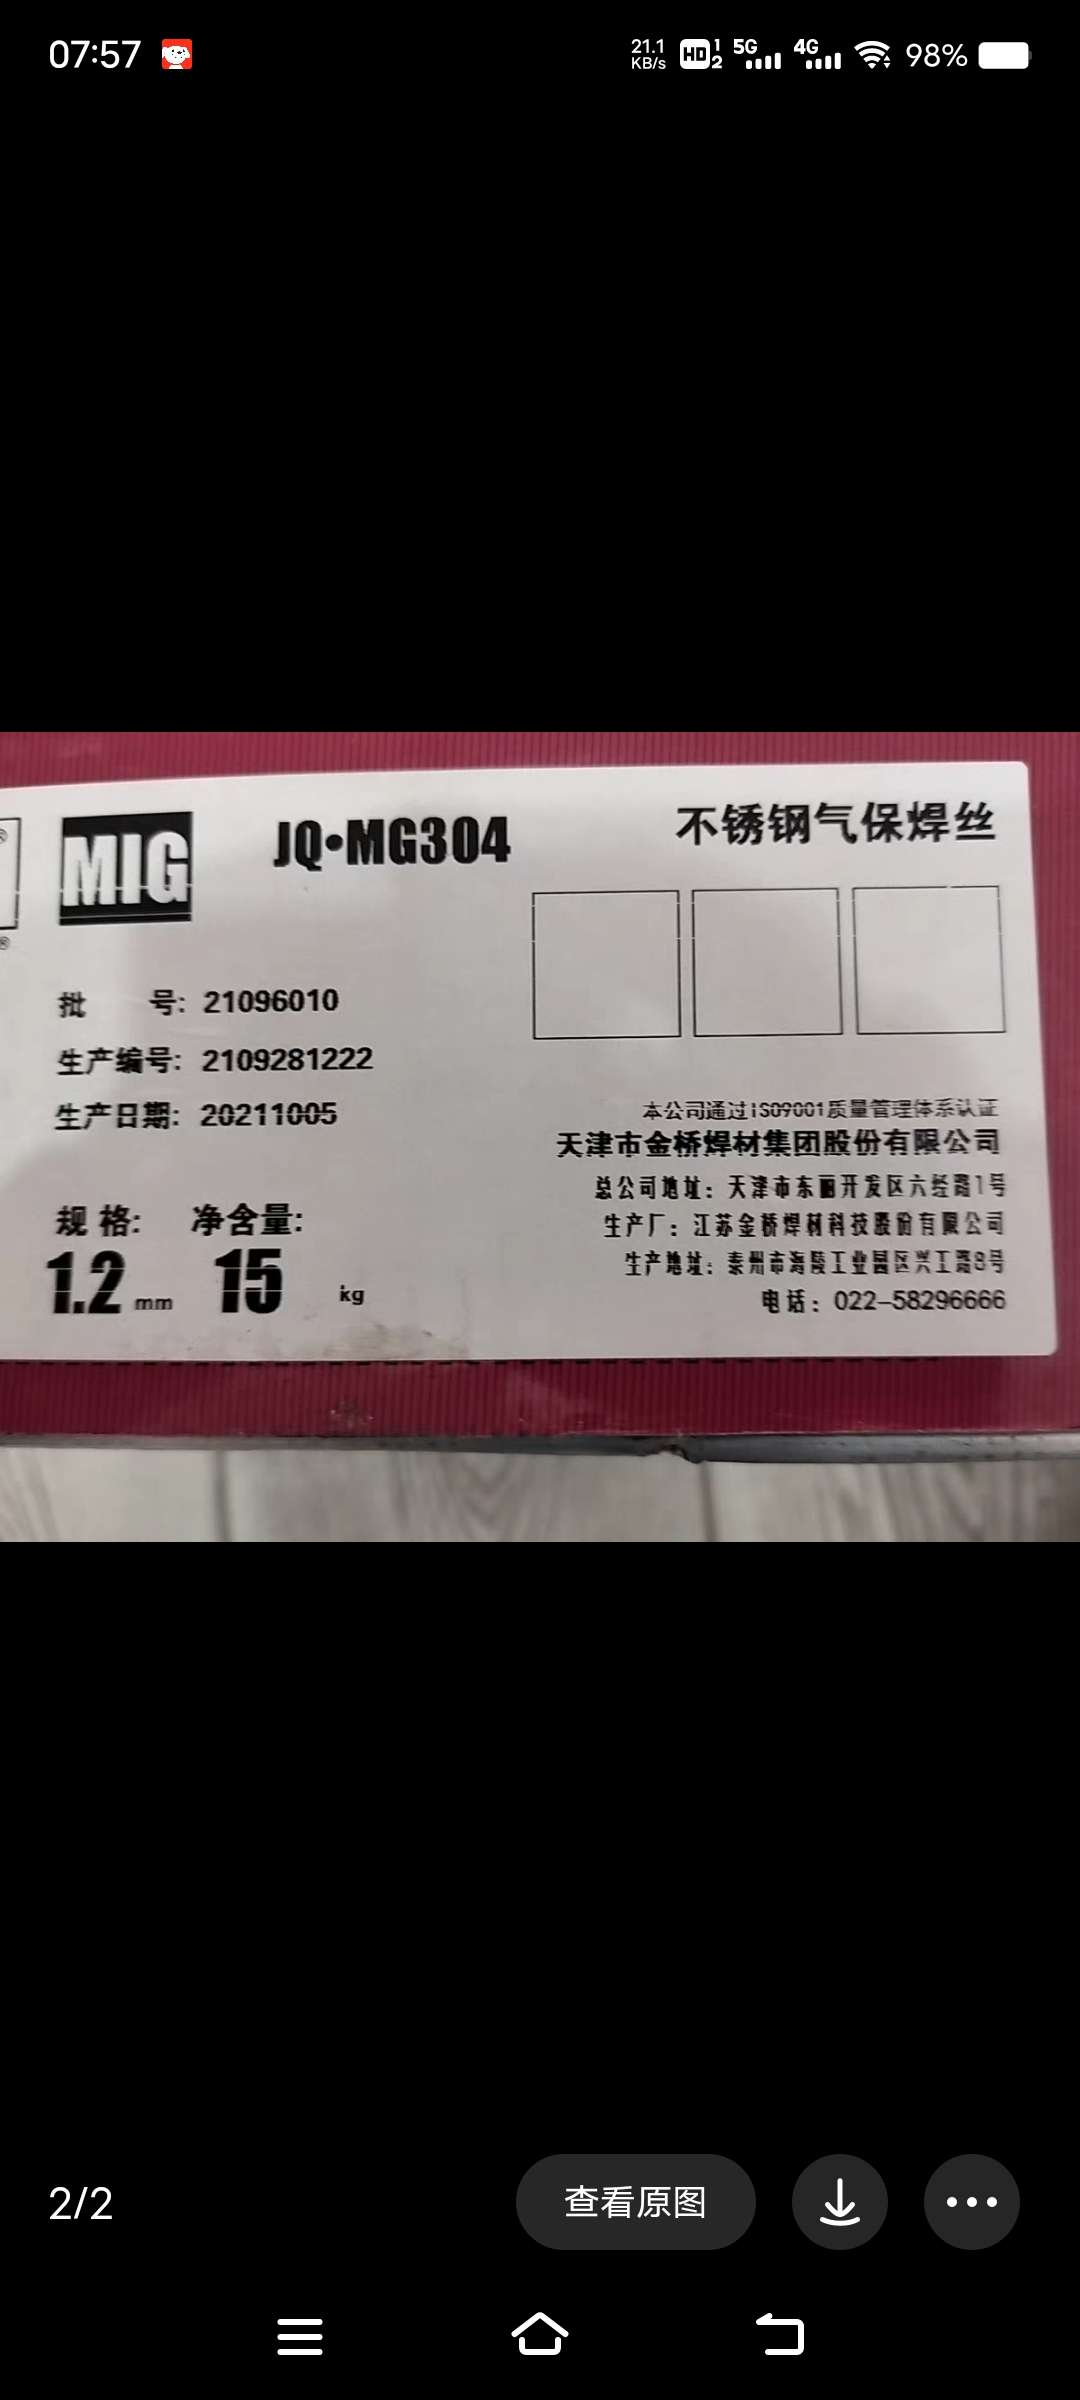 07:57
21.1 KB/s HD 1 2 5G 4G 98%
MIG
JQ•MG304
不锈钢气保焊丝
®
®
批 号: 21096010
生产编号: 2109281222
生产日期: 20211005
规 格: 净含量:
1.2 mm 15 kg
本公司通过ISO9001质量管理体系认证
天津市金桥焊材集团股份有限公司
总公司地址: 天津市东丽开发区六经路1号
生产厂: 江苏金桥焊材科技股份有限公司
生产地址: 泰州市海陵工业园区兴工路8号
电话: 022-58296666
2/2
查看原图